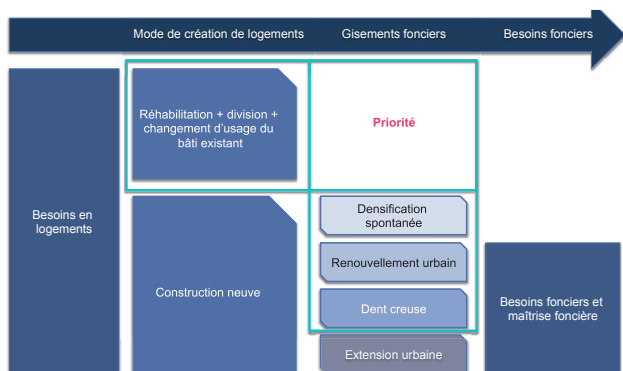 Mode de création de logements
Gisements fonciers
Besoins fonciers
Réhabilitation + division +
changement d'usage du
bâti existant
Priorité
Besoins en
logements
Densification
spontanée
Renouvellement urbain
Construction neuve
Dent creuse
Besoins fonciers et
maîtrise foncière
Extension urbaine